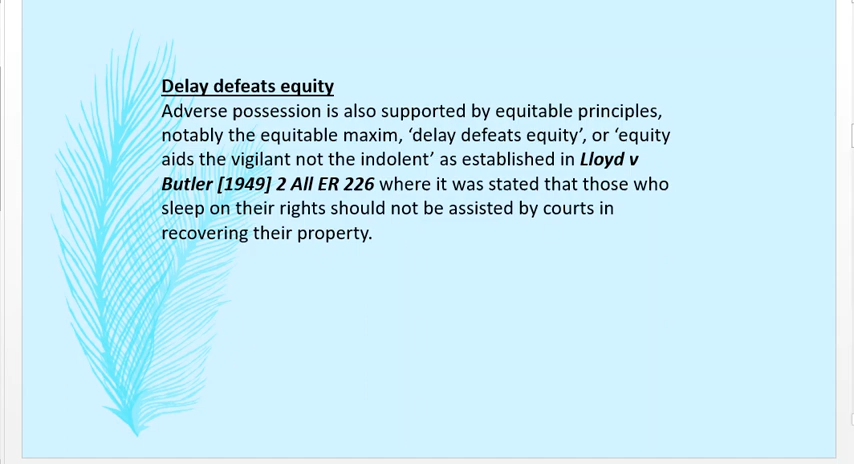 Delay defeats equity
Adverse possession is also supported by equitable principles,
notably the equitable maxim, ‘delay defeats equity’, or ‘equity
aids the vigilant not the indolent’ as established in Lloyd v
Butler [1949] 2 All ER 226 where it was stated that those who
sleep on their rights should not be assisted by courts in
recovering their property.